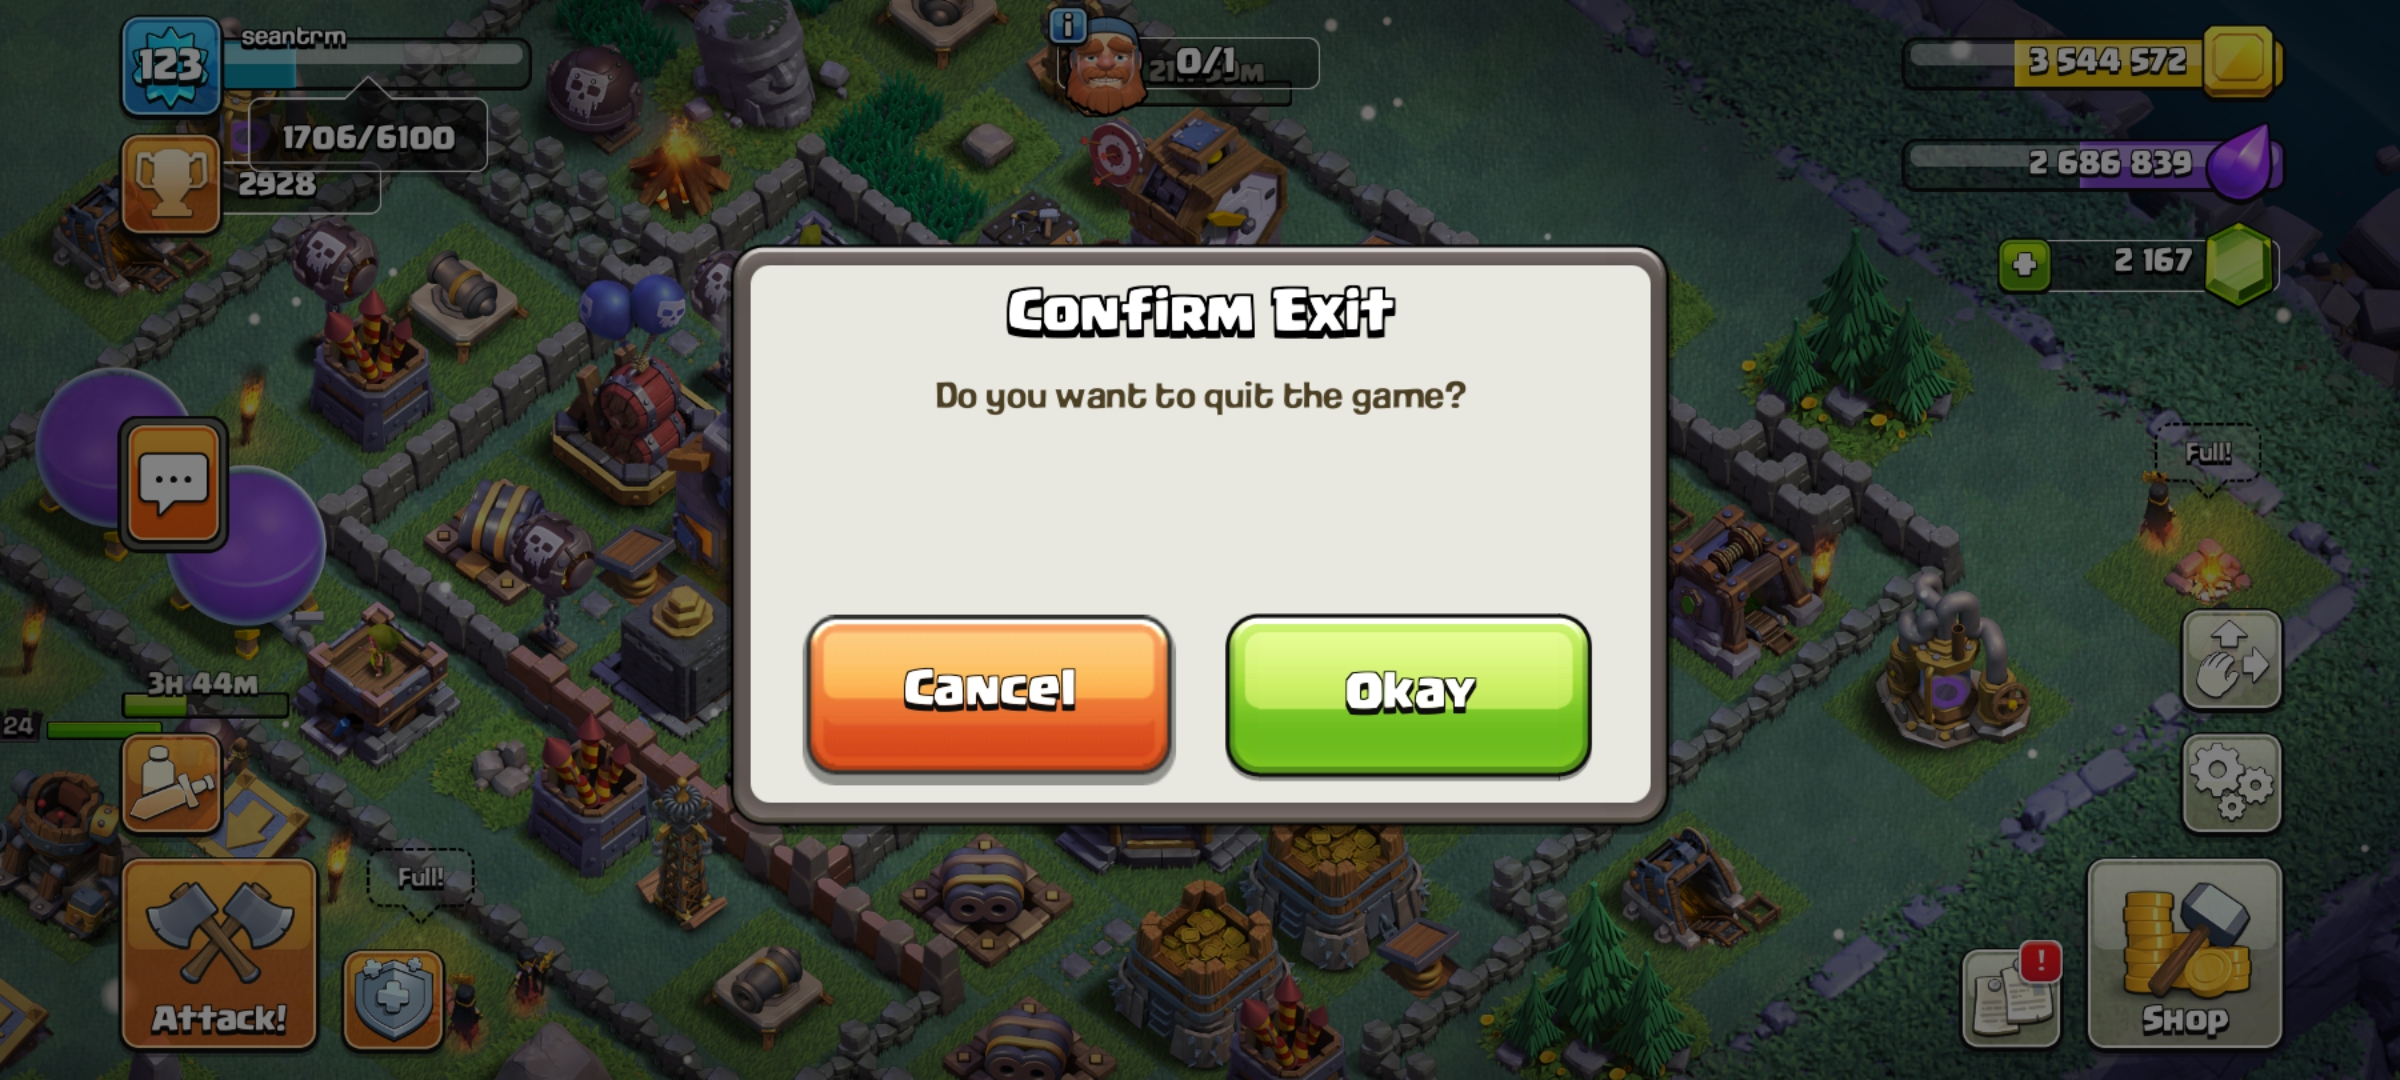 seantrm
123
1706/6100
2928
0/1
3 544 572
2 686 839
2 167
Confirm Exit
Do you want to quit the game?
Cancel
Okay
Full!
3H 44M
24
Full!
Attack!
Shop